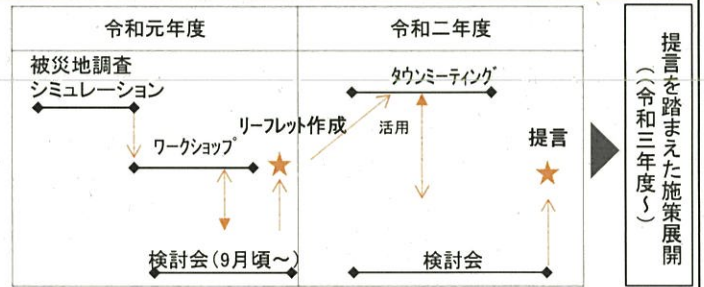 令和元年度
令和二年度
被災地調査
シミュレーション
ワークショップ
リーフレット作成
タウンミーティング
活用
提言
検討会(9月頃~)
検討会
提言を踏まえた施策展開
((令和三年度~)